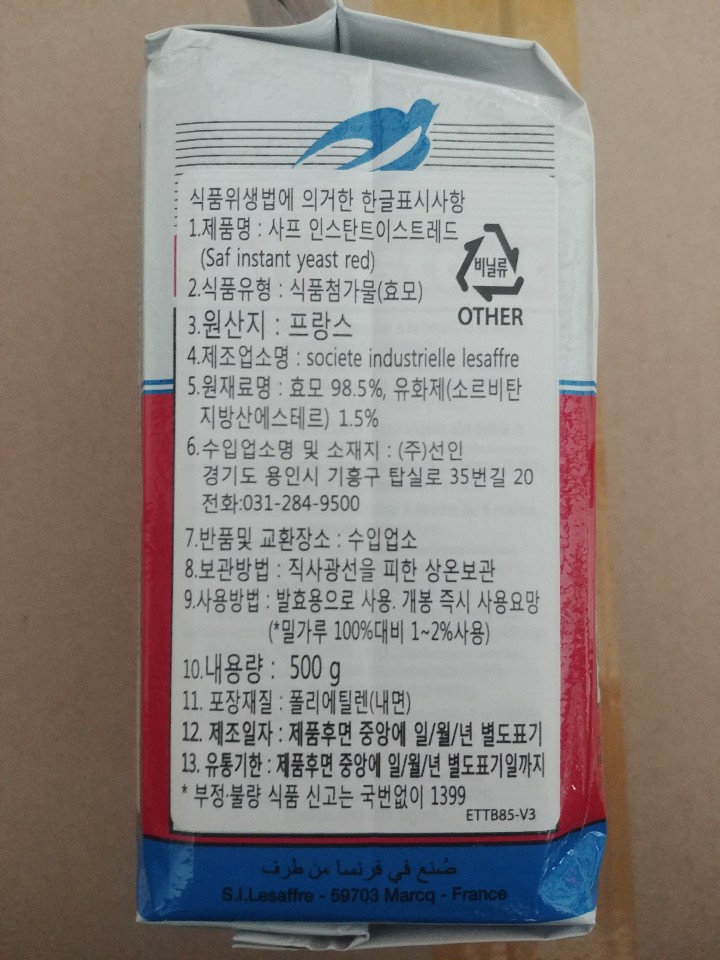 식품위생법에 의거한 한글표시사항
1.제품명 : 사프 인스탄트이스트레드
(Saf instant yeast red)
비닐류
OTHER
2.식품유형 : 식품첨가물(효모)
3.원산지 : 프랑스
4.제조업소명 : societe industrielle lesaffre
5.원재료명 : 효모 98.5%, 유화제(소르비탄
지방산에스테르) 1.5%
6.수입업소명 및 소재지 : (주)선인
경기도 용인시 기흥구 탑실로 35번길 20
전화:031-284-9500
7.반품및 교환장소 : 수입업소
8.보관방법 : 직사광선을 피한 상온보관
9.사용방법 : 발효용으로 사용. 개봉 즉시 사용요망
(*밀가루 100%대비 1~2%사용)
10.내용량 : 500 g
11. 포장재질 : 폴리에틸렌(내면)
12. 제조일자 : 제품후면 중앙에 일/월/년 별도표기
13. 유통기한 : 제품후면 중앙에 일/월/년 별도표기일까지
* 부정·불량 식품 신고는 국번없이 1399
ETTB85-V3
صُنع في فرنسا من طرف
S.I.Lesaffre - 59703 Marcq - France